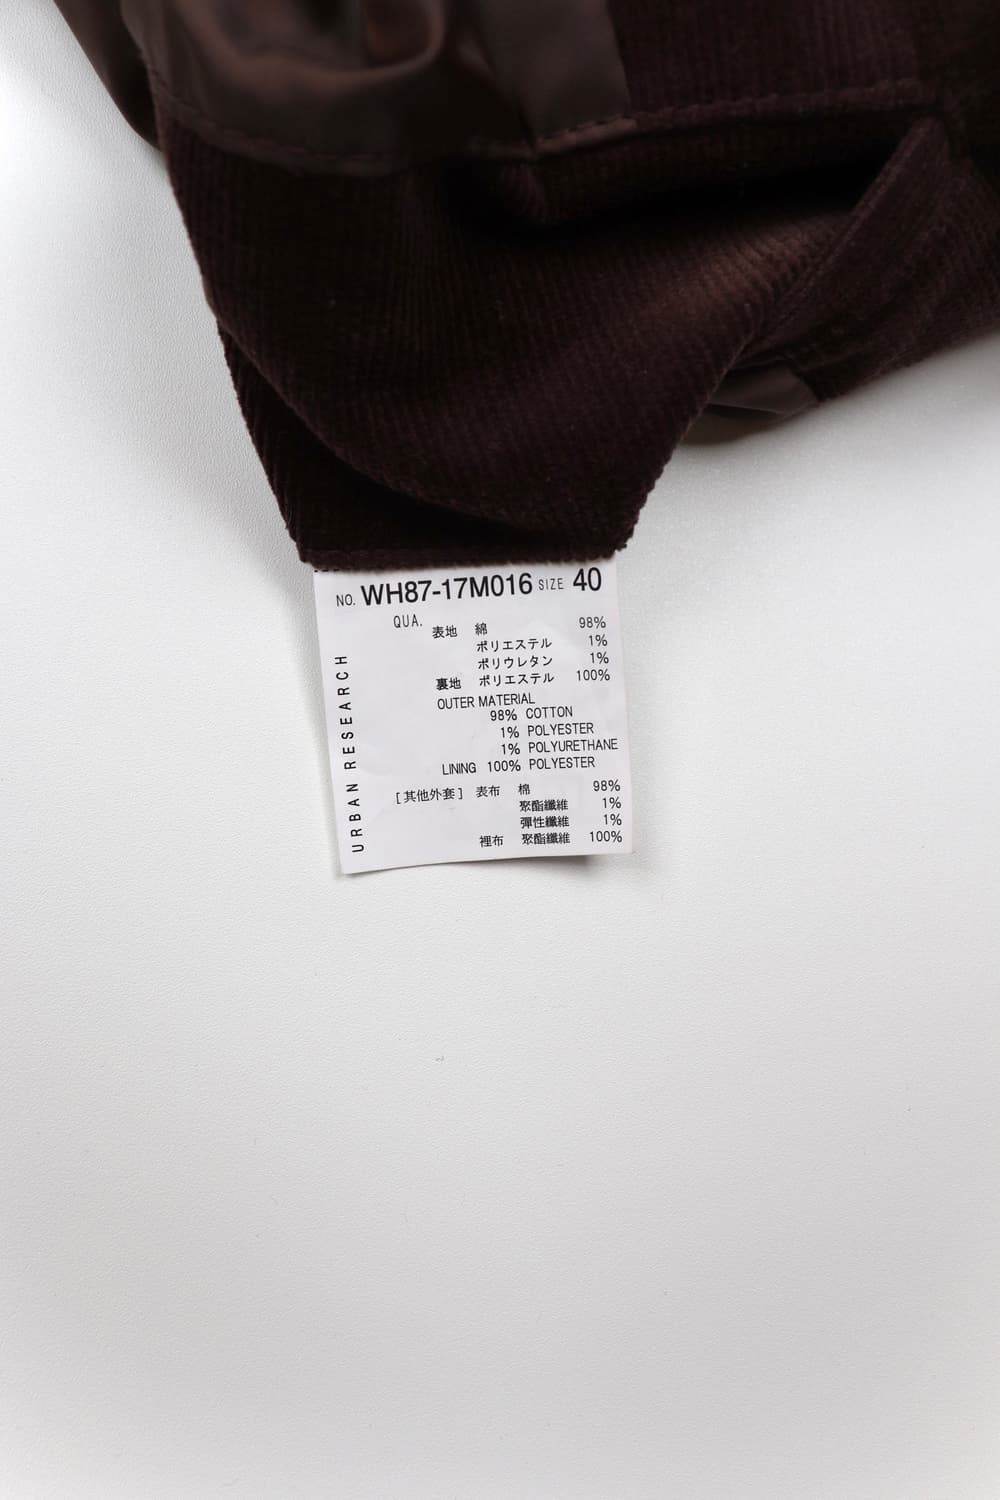 NO. WH87-17M016 SIZE 40
QUA.
表地 綿 98%
ポリエステル 1%
ポリウレタン 1%
裏地 ポリエステル 100%
OUTER MATERIAL
98% COTTON
1% POLYESTER
1% POLYURETHANE
LINING 100% POLYESTER
[其他外套] 表布 棉 98%
聚酯纖維 1%
彈性纖維 1%
裡布 聚酯纖維 100%
URBAN RESEARCH